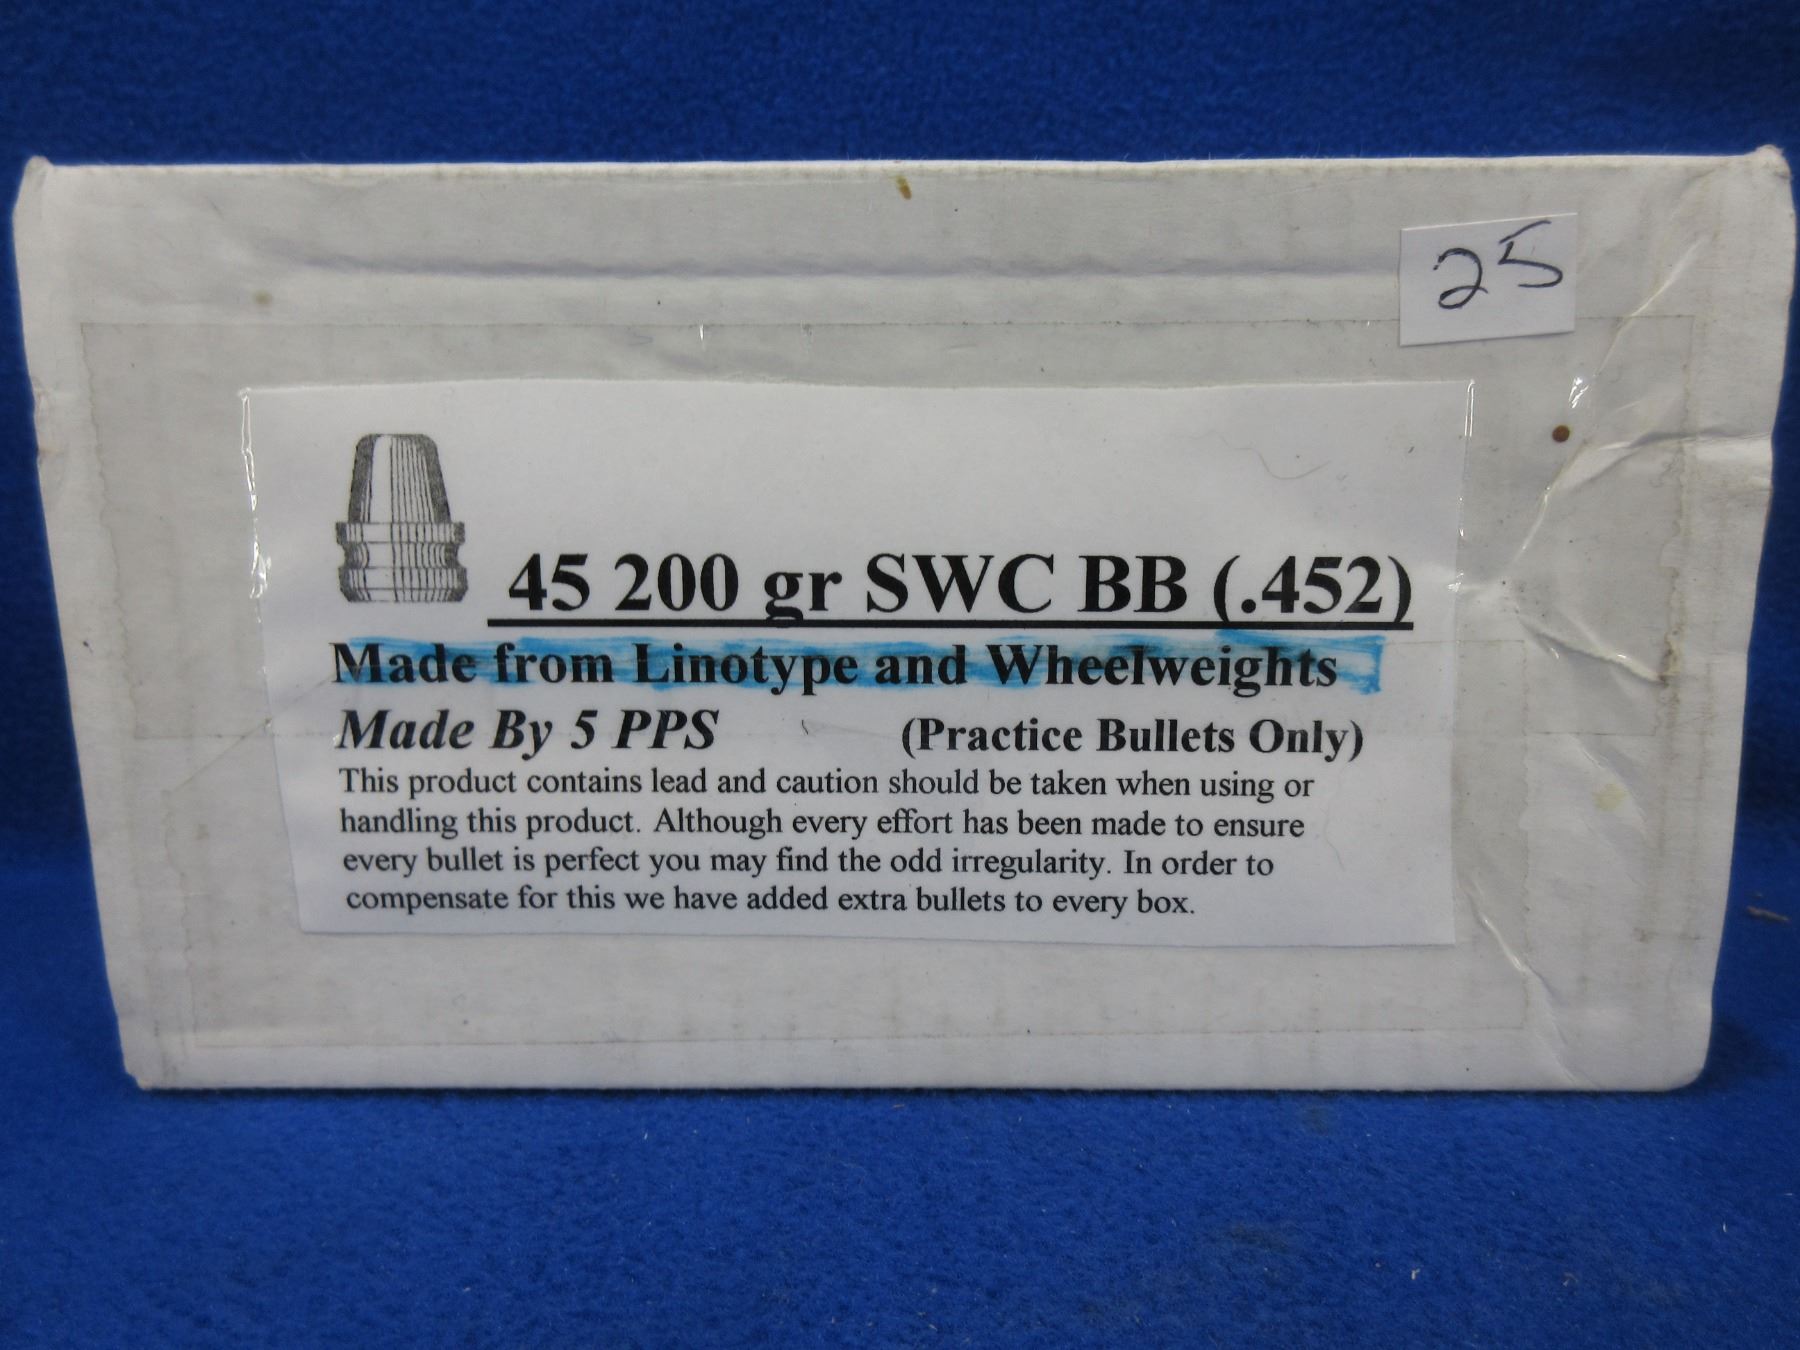 25
45 200 gr SWC BB (.452)
Made from Linotype and Wheelweights
Made By 5 PPS (Practice Bullets Only)
This product contains lead and caution should be taken when using or
handling this product. Although every effort has been made to ensure
every bullet is perfect you may find the odd irregularity. In order to
compensate for this we have added extra bullets to every box.